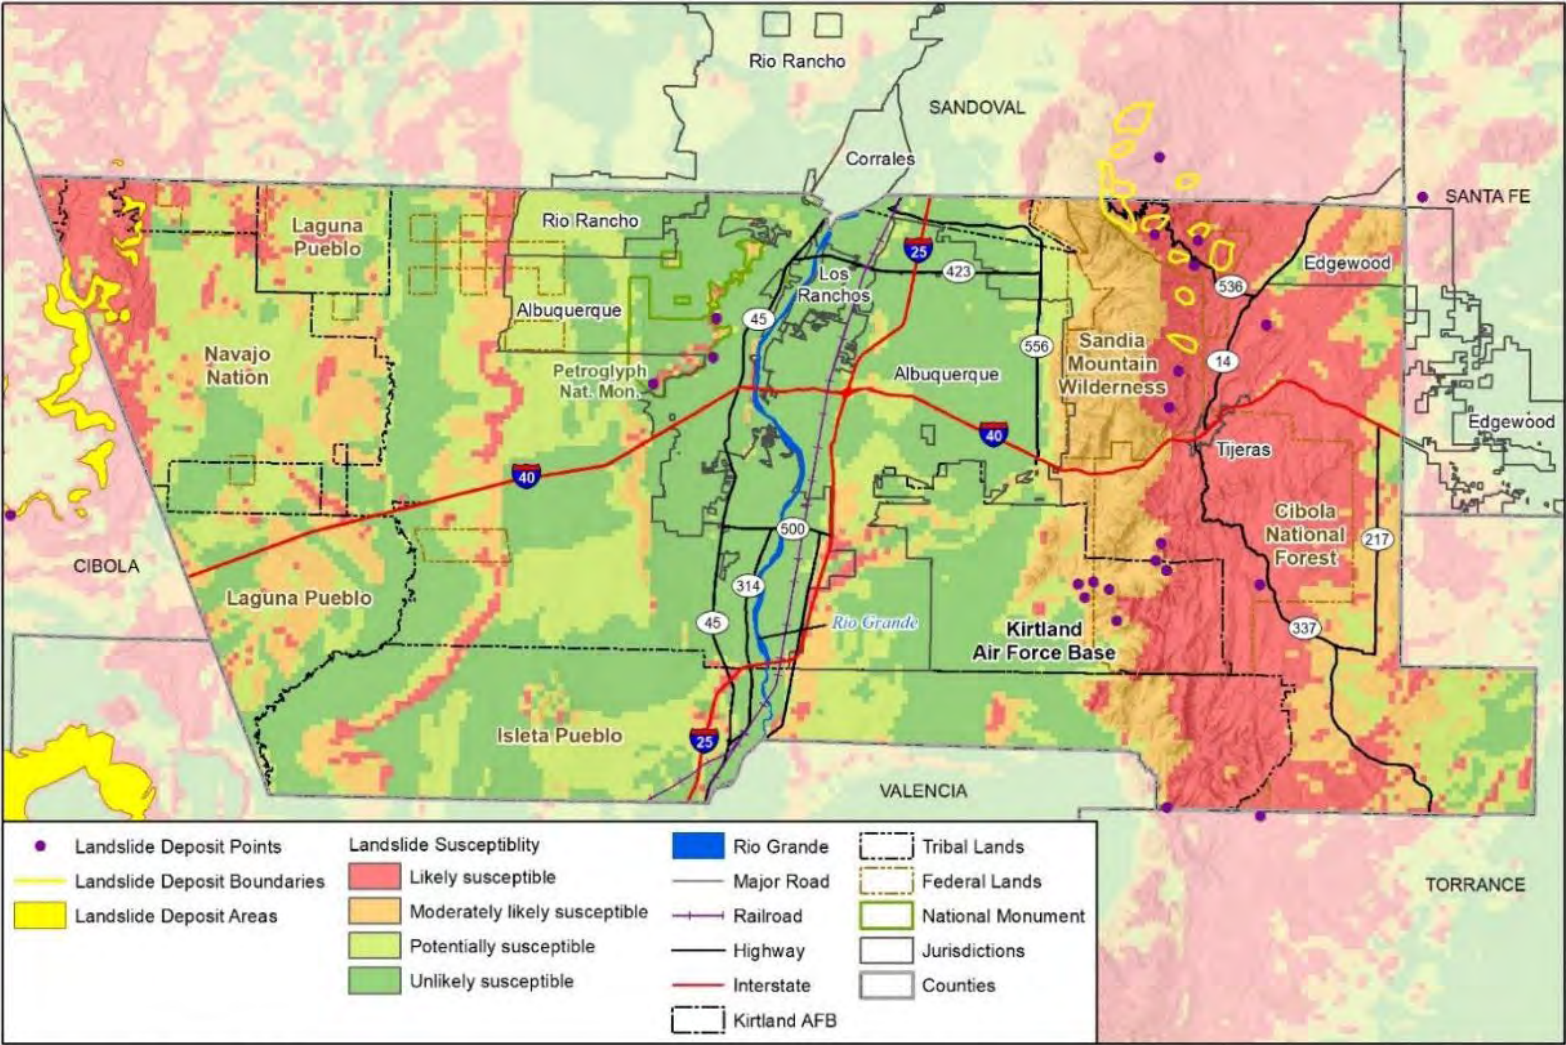 Rio Rancho
SANDOVAL
Corrales
SANTA FE
Laguna
Pueblo
Rio Rancho
25
423
Los
Ranchos
Edgewood
536
Albuquerque
45
Navajo
Nation
556
Sandia
Mountain
Wilderness
14
Petroglyph
Nat. Mon.
Albuquerque
Edgewood
40
Tijeras
40
Cibola
National
Forest
500
217
CIBOLA
314
Laguna Pueblo
45
Rio Grande
Kirtland
Air Force Base
337
Isleta Pueblo
25
VALENCIA
TORRANCE
Landslide Deposit Points
Landslide Deposit Boundaries
Landslide Deposit Areas
Landslide Susceptiblity
Likely susceptible
Moderately likely susceptible
Potentially susceptible
Unlikely susceptible
Rio Grande
Major Road
Railroad
Highway
Interstate
Kirtland AFB
Tribal Lands
Federal Lands
National Monument
Jurisdictions
Counties